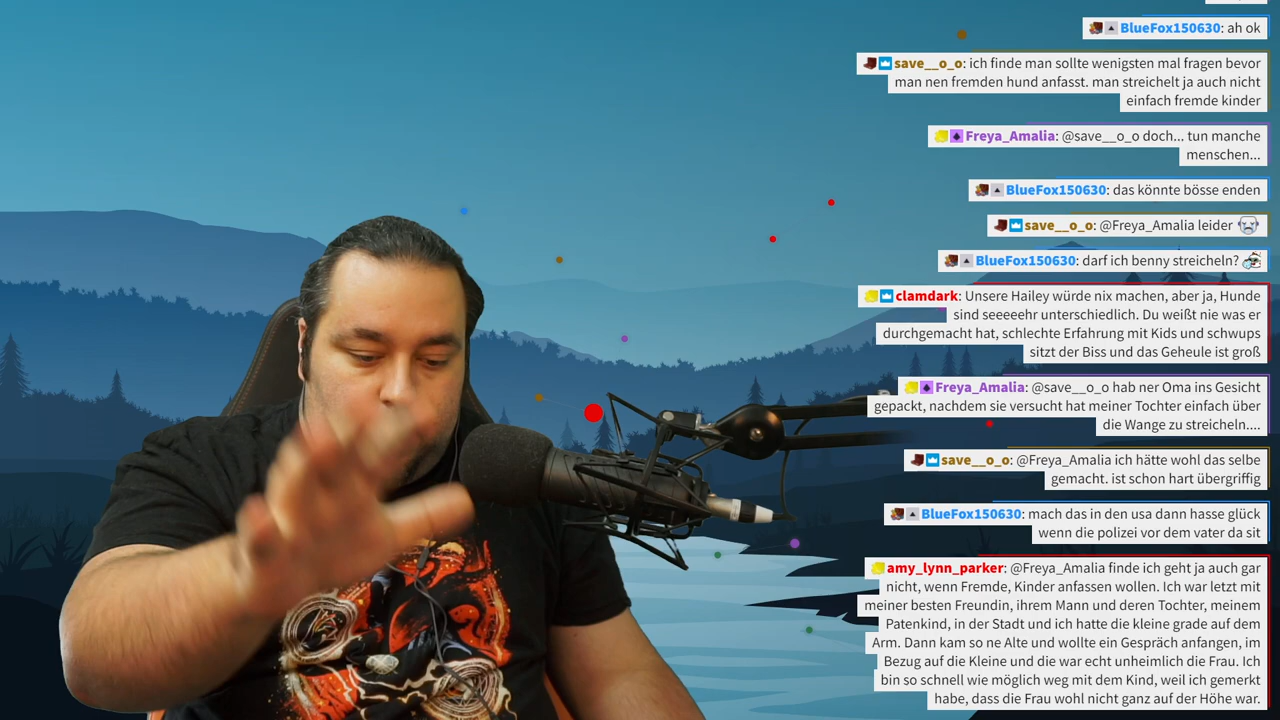 BlueFox150630: ah ok
save__o_o: ich finde man sollte wenigsten mal fragen bevor
man nen fremden hund anfasst. man streichelt ja auch nicht
einfach fremde kinder
Freya_Amalia: @save__o_o doch... tun manche
menschen...
BlueFox150630: das könnte bösse enden
save__o_o: @Freya_Amalia leider
BlueFox150630: darf ich benny streicheln?
clamdark: Unsere Hailey würde nix machen, aber ja, Hunde
sind seeeeehr unterschiedlich. Du weißt nie was er
durchgemacht hat, schlechte Erfahrung mit Kids und schwups
sitzt der Biss und das Geheule ist groß
Freya_Amalia: @save__o_o hab ner Oma ins Gesicht
gepackt, nachdem sie versucht hat meiner Tochter einfach über
die Wange zu streicheln....
save__o_o: @Freya_Amalia ich hätte wohl das selbe
gemacht. ist schon hart übergriffig
BlueFox150630: mach das in den usa dann hasse glück
wenn die polizei vor dem vater da sit
amy_lynn_parker: @Freya_Amalia finde ich geht ja auch gar
nicht, wenn Fremde, Kinder anfassen wollen. Ich war letzt mit
meiner besten Freundin, ihrem Mann und deren Tochter, meinem
Patenkind, in der Stadt und ich hatte die kleine grade auf dem
Arm. Dann kam so ne Alte und wollte ein Gespräch anfangen, im
Bezug auf die Kleine und die war echt unheimlich die Frau. Ich
bin so schnell wie möglich weg mit dem Kind, weil ich gemerkt
habe, dass die Frau wohl nicht ganz auf der Höhe war.